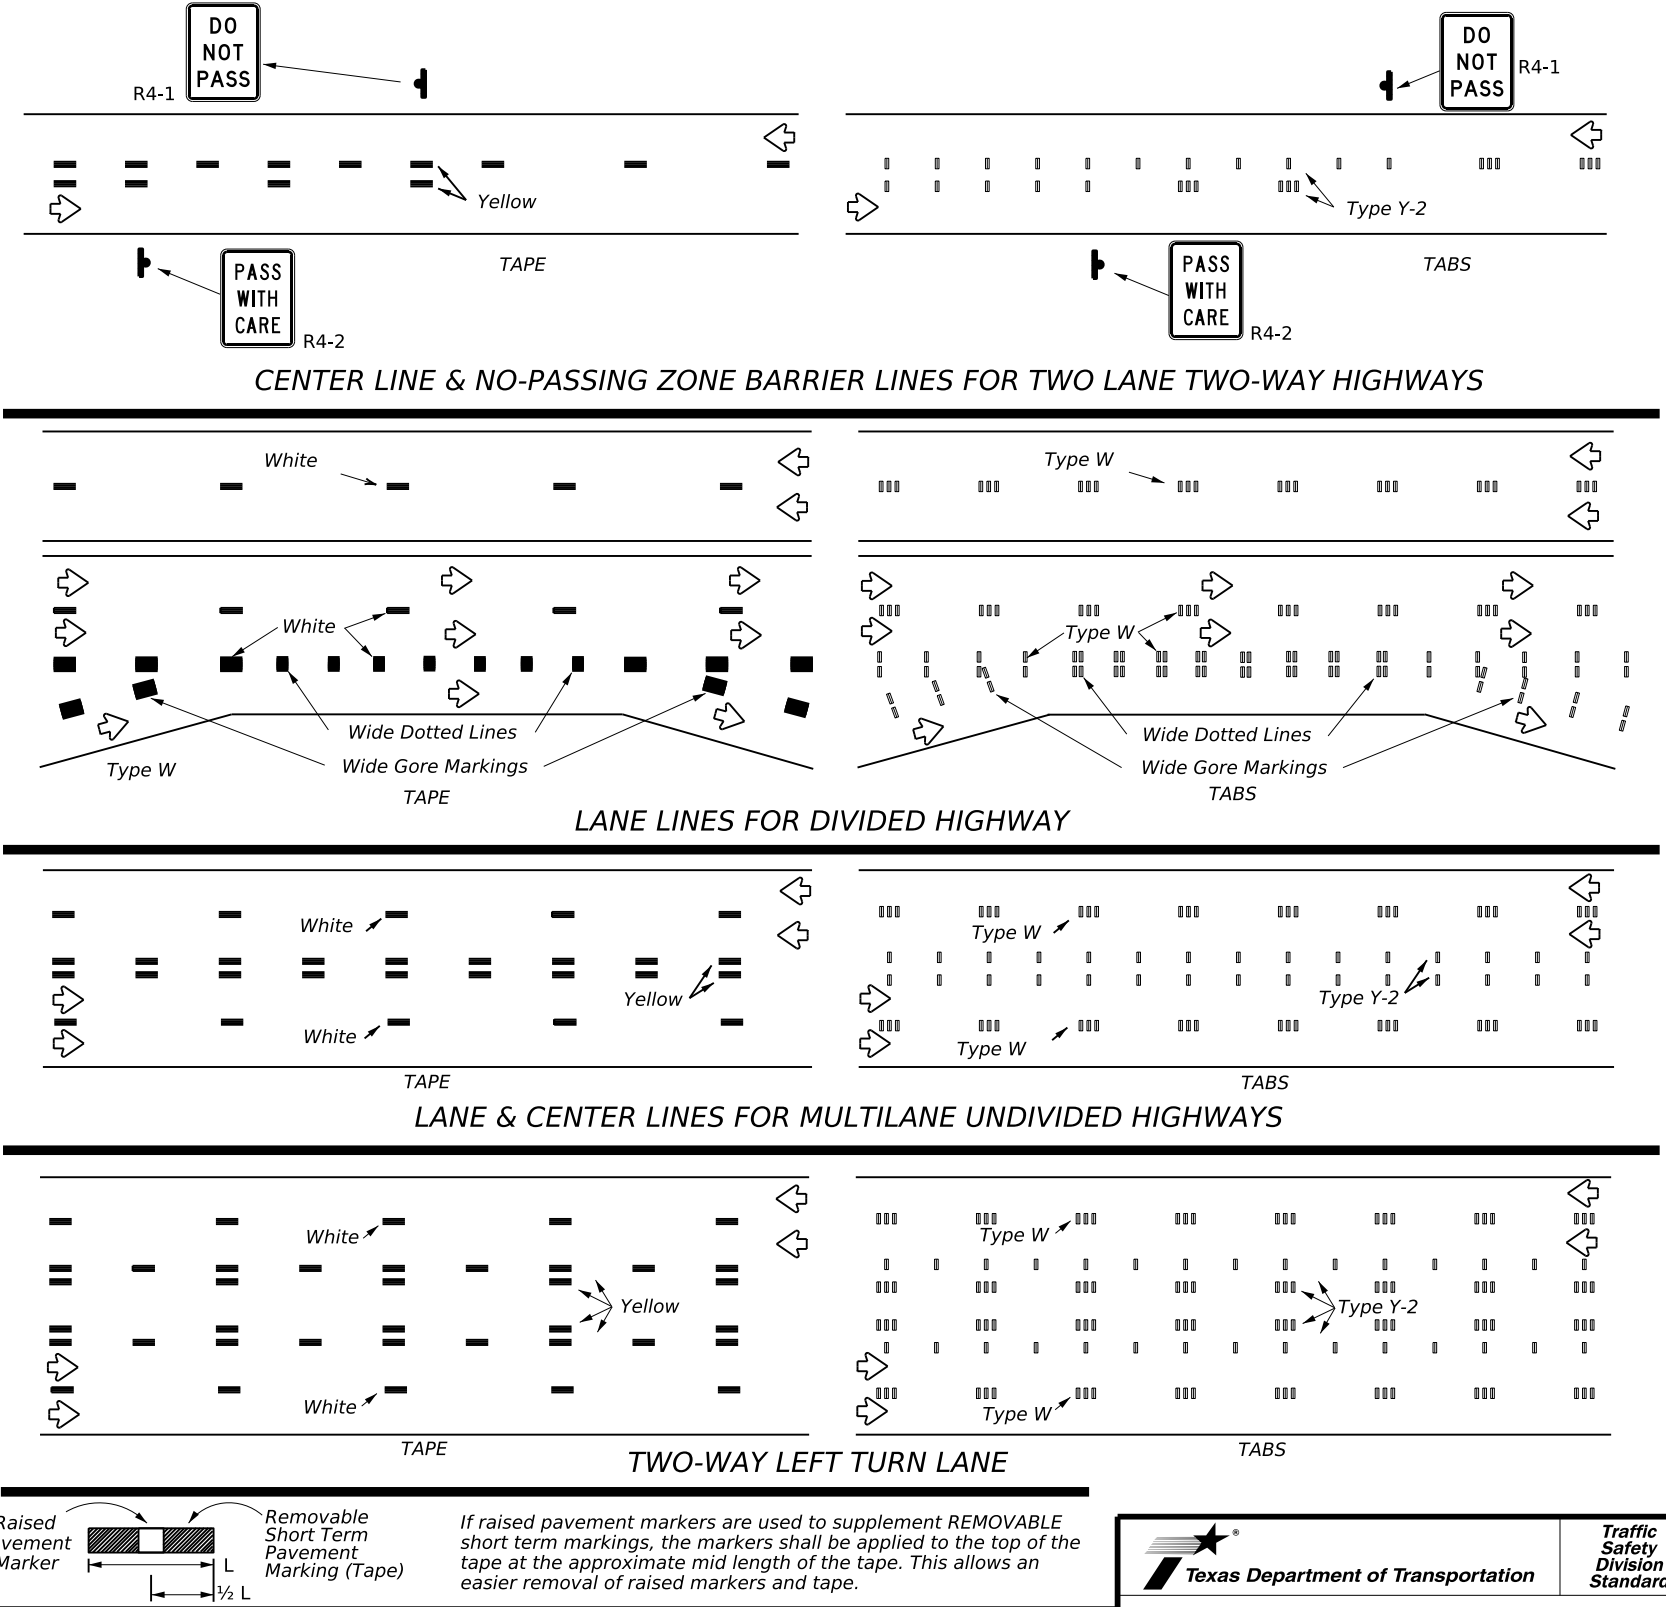 DO
NOT
PASS
R4-1
DO
NOT
PASS
R4-1
Yellow
Type Y-2
TAPE
TABS
PASS
WITH
CARE
R4-2
PASS
WITH
CARE
R4-2
CENTER LINE & NO-PASSING ZONE BARRIER LINES FOR TWO LANE TWO-WAY HIGHWAYS
White
Type W
White
Type W
Wide Dotted Lines
Wide Gore Markings
Type W
TAPE
Wide Dotted Lines
Wide Gore Markings
TABS
LANE LINES FOR DIVIDED HIGHWAY
White
Yellow
White
TAPE
Type W
Type Y-2
Type W
TABS
LANE & CENTER LINES FOR MULTILANE UNDIVIDED HIGHWAYS
White
Yellow
White
TAPE
Type W
Type Y-2
Type W
TABS
TWO-WAY LEFT TURN LANE
Raised
vement
Marker
Removable
Short Term
Pavement
Marking (Tape)
L
½ L
If raised pavement markers are used to supplement REMOVABLE
short term markings, the markers shall be applied to the top of the
tape at the approximate mid length of the tape. This allows an
easier removal of raised markers and tape.
®
Texas Department of Transportation
Traffic
Safety
Division
Standard